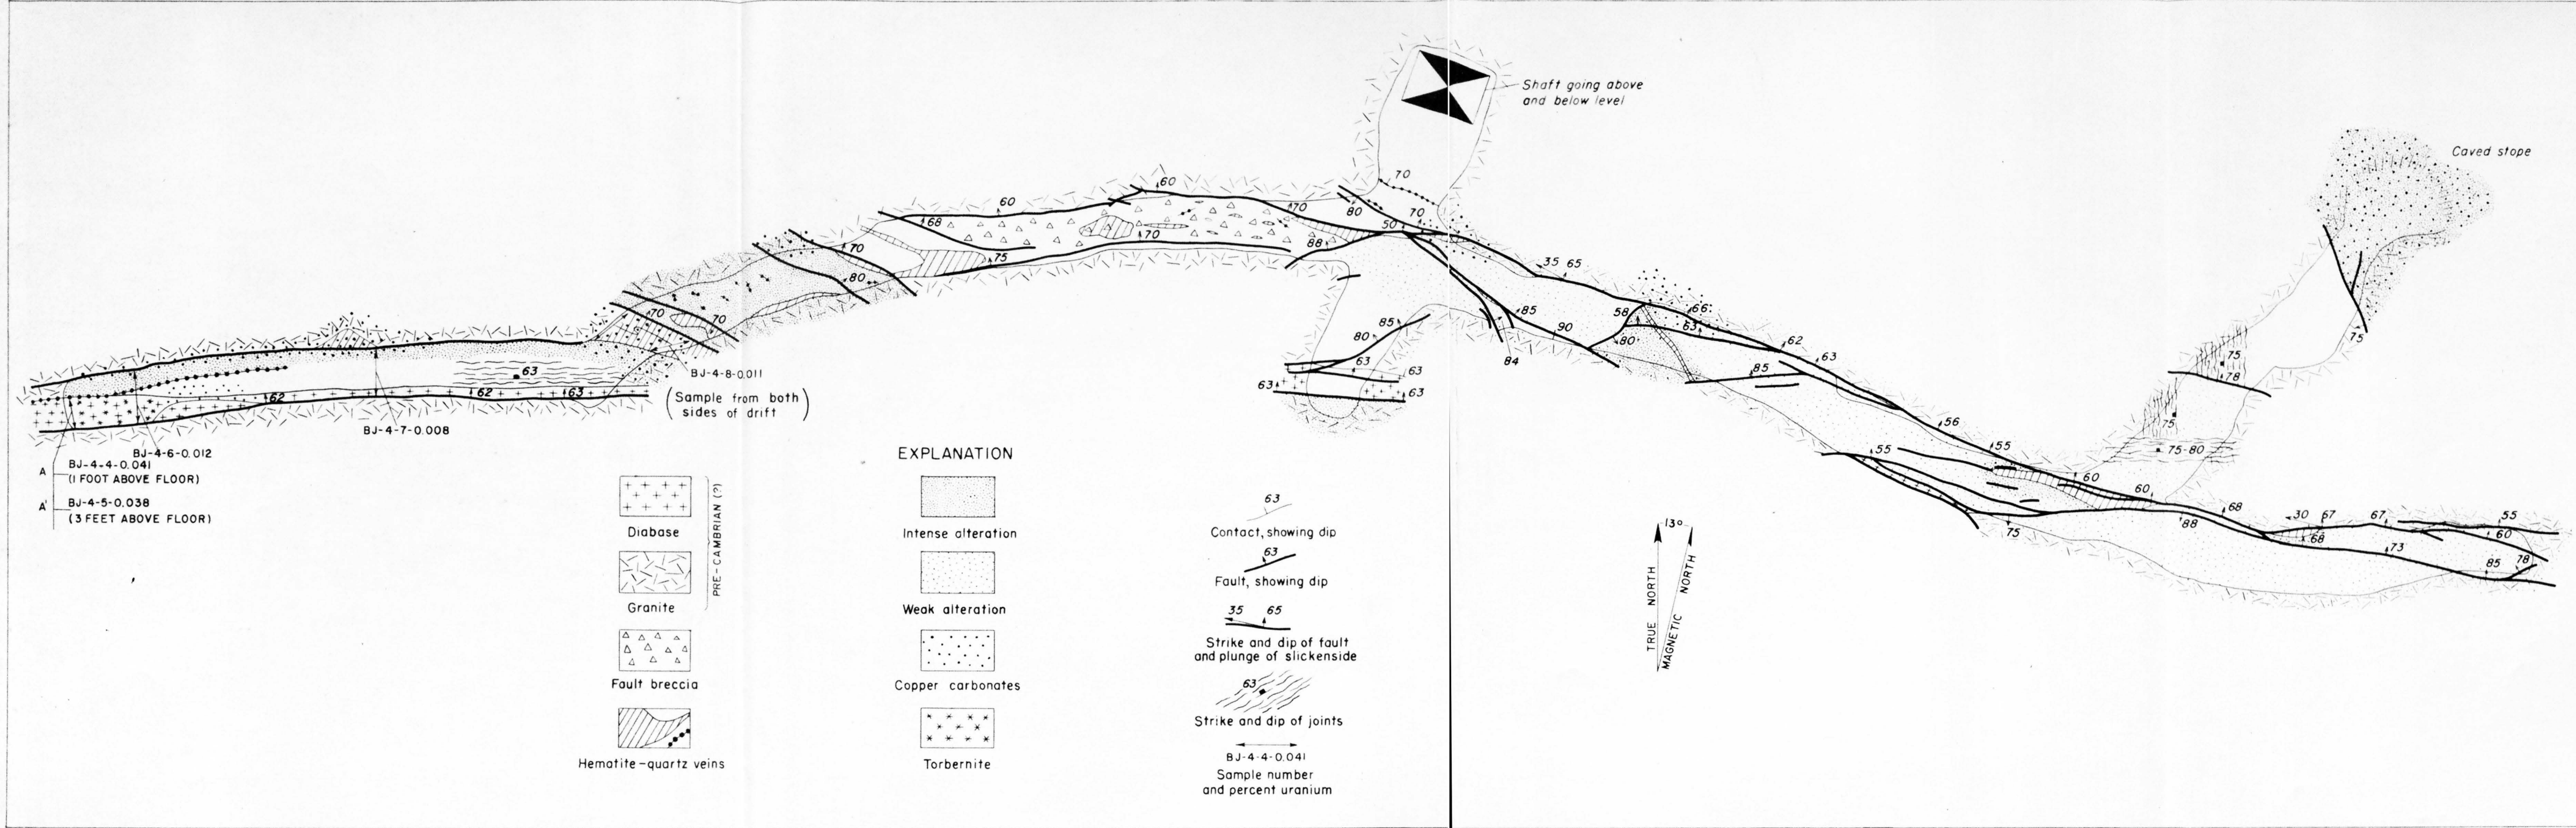 Shaft going above
and below level
Caved stope
70
60
60
70
80
70
68
50
70
88
70
75
80
35 65
85
90
84
58
66
63
80
85
62
63
70
70
63
62
62
63
BJ-4-8-0.011
(Sample from both
sides of drift)
BJ-4-7-0.008
BJ-4-6-0.012
A
BJ-4-4-0.041
(1 FOOT ABOVE FLOOR)
A'
BJ-4-5-0.038
(3 FEET ABOVE FLOOR)
85
80
63
63
63
63
56
55
55
75
75
78
75
75-80
60
60
68
88
75
30 67
68
67
73
55
60
78
85
EXPLANATION
Diabase
Granite
PRE-CAMBRIAN (?)
Fault breccia
Hematite-quartz veins
Intense alteration
Weak alteration
Copper carbonates
Torbernite
63
Contact, showing dip
63
Fault, showing dip
35 65
Strike and dip of fault
and plunge of slickenside
63
Strike and dip of joints
BJ-4-4-0.041
Sample number
and percent uranium
13°
TRUE NORTH
MAGNETIC NORTH